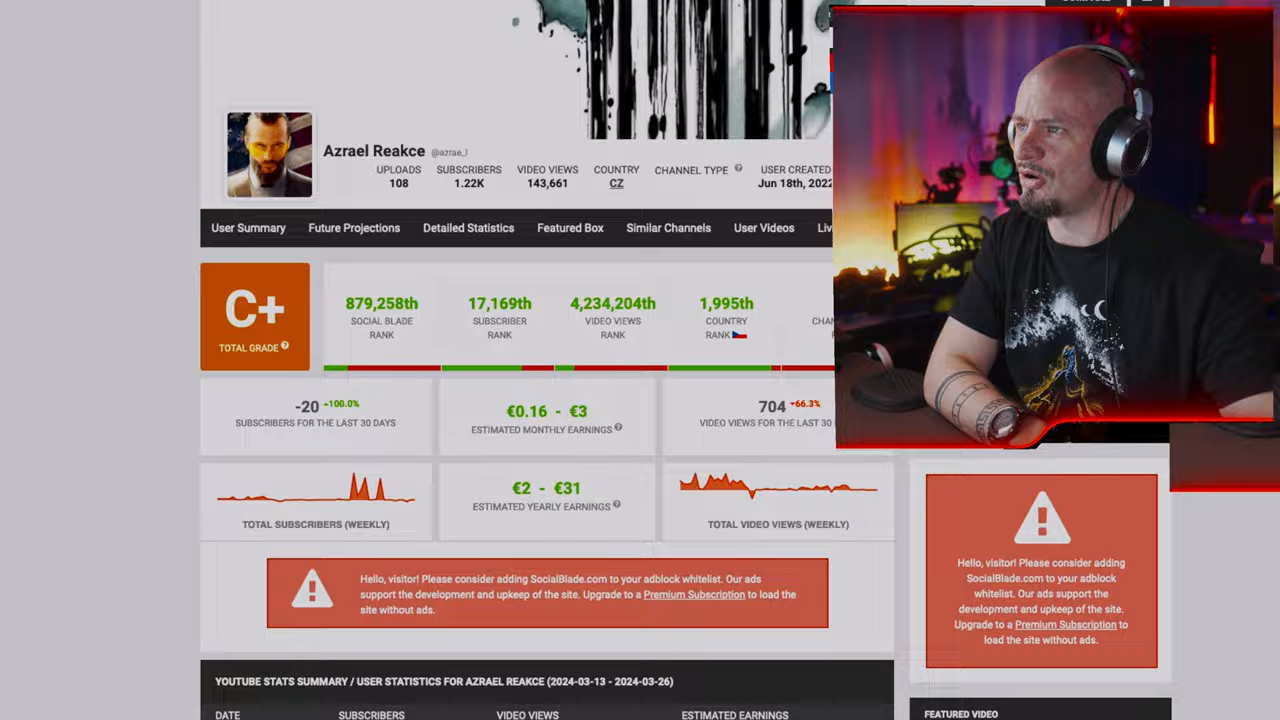 Azrael Reakce @azrae_l
UPLOADS SUBSCRIBERS VIDEO VIEWS COUNTRY CHANNEL TYPE USER CREATED
108 1.22K 143,661 CZ Jun 18th, 2022
User Summary Future Projections Detailed Statistics Featured Box Similar Channels User Videos
C+
TOTAL GRADE
879,258th 17,169th 4,234,204th 1,995th
SOCIAL BLADE SUBSCRIBER VIDEO VIEWS COUNTRY
RANK RANK RANK RANK
-20 100.0% €0.16 - €3 704 66.3%
SUBSCRIBERS FOR THE LAST 30 DAYS ESTIMATED MONTHLY EARNINGS VIDEO VIEWS FOR THE LAST 30
€2 - €31
ESTIMATED YEARLY EARNINGS
TOTAL SUBSCRIBERS (WEEKLY) TOTAL VIDEO VIEWS (WEEKLY)
Hello, visitor! Please consider adding SocialBlade.com to your adblock whitelist. Our ads
support the development and upkeep of the site. Upgrade to a Premium Subscription to load the
site without ads.
Hello, visitor! Please consider adding
SocialBlade.com to your adblock
whitelist. Our ads support the
development and upkeep of the site.
Upgrade to a Premium Subscription to
load the site without ads.
YOUTUBE STATS SUMMARY / USER STATISTICS FOR AZRAEL REAKCE (2024-03-13 - 2024-03-26)
DATE SUBSCRIBERS VIDEO VIEWS ESTIMATED EARNINGS
FEATURED VIDEO